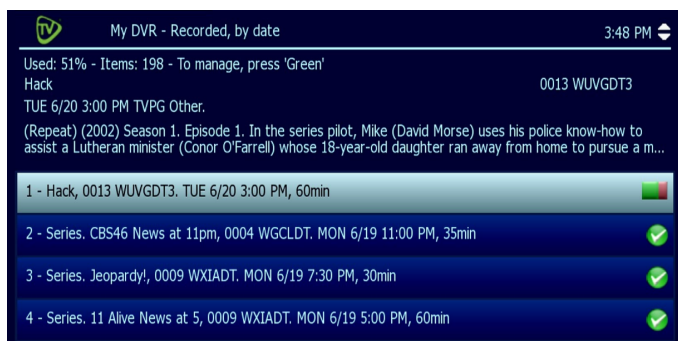 TV
My DVR - Recorded, by date
3:48 PM
Used: 51% - Items: 198 - To manage, press 'Green'
Hack
0013 WUVGDT3
TUE 6/20 3:00 PM TVPG Other.
(Repeat) (2002) Season 1. Episode 1. In the series pilot, Mike (David Morse) uses his police know-how to
assist a Lutheran minister (Conor O'Farrell) whose 18-year-old daughter ran away from home to pursue a m...
1 - Hack, 0013 WUVGDT3. TUE 6/20 3:00 PM, 60min
2 - Series. CBS46 News at 11pm, 0004 WGCLDT. MON 6/19 11:00 PM, 35min
3 - Series. Jeopardy!, 0009 WXIADT. MON 6/19 7:30 PM, 30min
4 - Series. 11 Alive News at 5, 0009 WXIADT. MON 6/19 5:00 PM, 60min